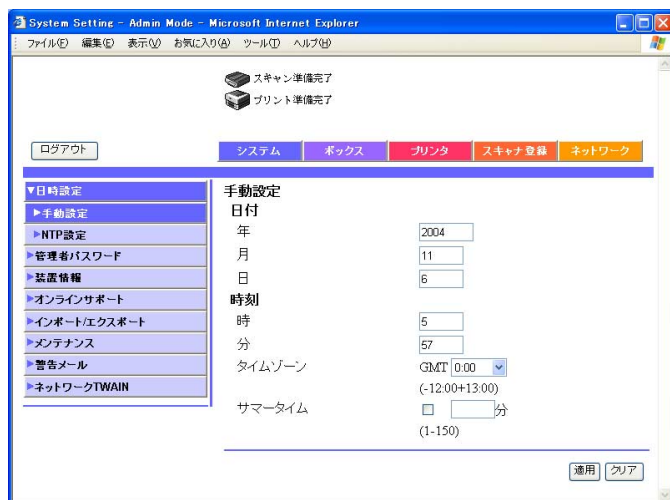 System Setting - Admin Mode - Microsoft Internet Explorer
ファイル(F) 編集(E) 表示(V) お気に入り(A) ツール(T) ヘルプ(H)
スキャン準備完了
プリント準備完了
ログアウト
システム ボックス プリンタ スキャナ登録 ネットワーク
▼日時設定
▶手動設定
▶NTP設定
▶管理者パスワード
▶装置情報
▶オンラインサポート
▶インポート/エクスポート
▶メンテナンス
▶警告メール
▶ネットワークTWAIN
手動設定
日付
年 2004
月 11
日 6
時刻
時 5
分 57
タイムゾーン GMT 0:00
(-12:00+13:00)
サマータイム 分
(1-150)
適用 クリア